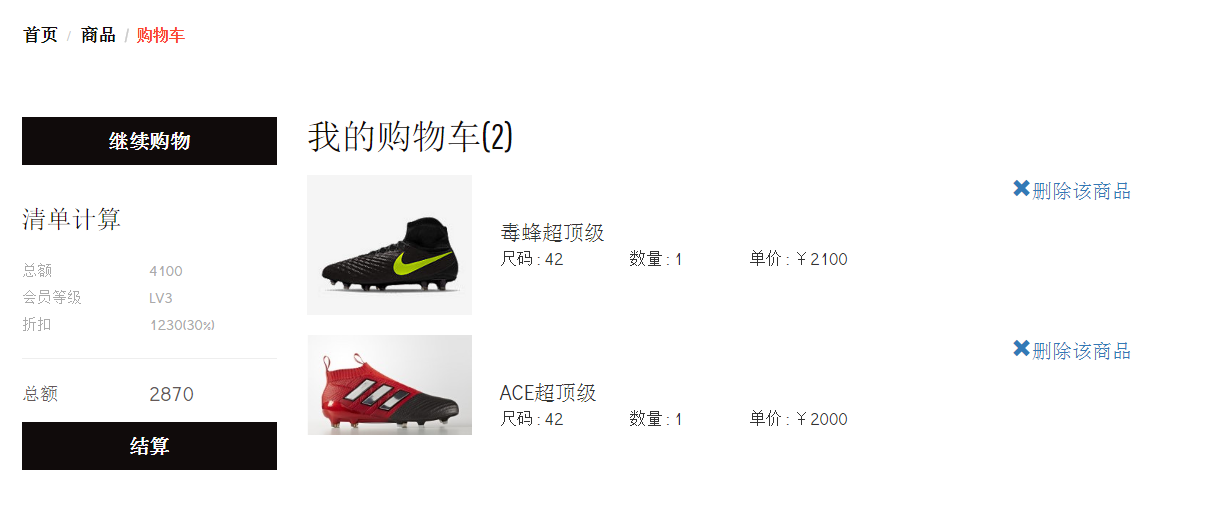 首页 / 商品 / 购物车
继续购物
清单计算
总额 4100
会员等级 LV3
折扣 1230(30%)
总额 2870
结算
我的购物车(2)
删除该商品
毒蜂超顶级
尺码 : 42 数量 : 1 单价 : ￥2100
删除该商品
ACE超顶级
尺码 : 42 数量 : 1 单价 : ￥2000